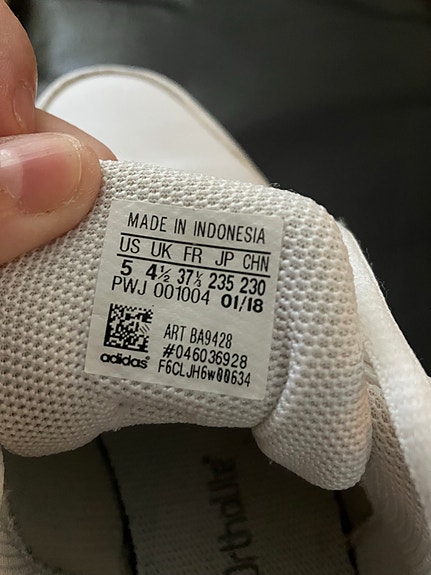 MADE IN INDONESIA
US UK FR JP CHN
5 4½ 37⅓ 235 230
PWJ 001004 01/18
ART BA9428
#046036928
adidas® F6CLJH6w00634
OrthoLite